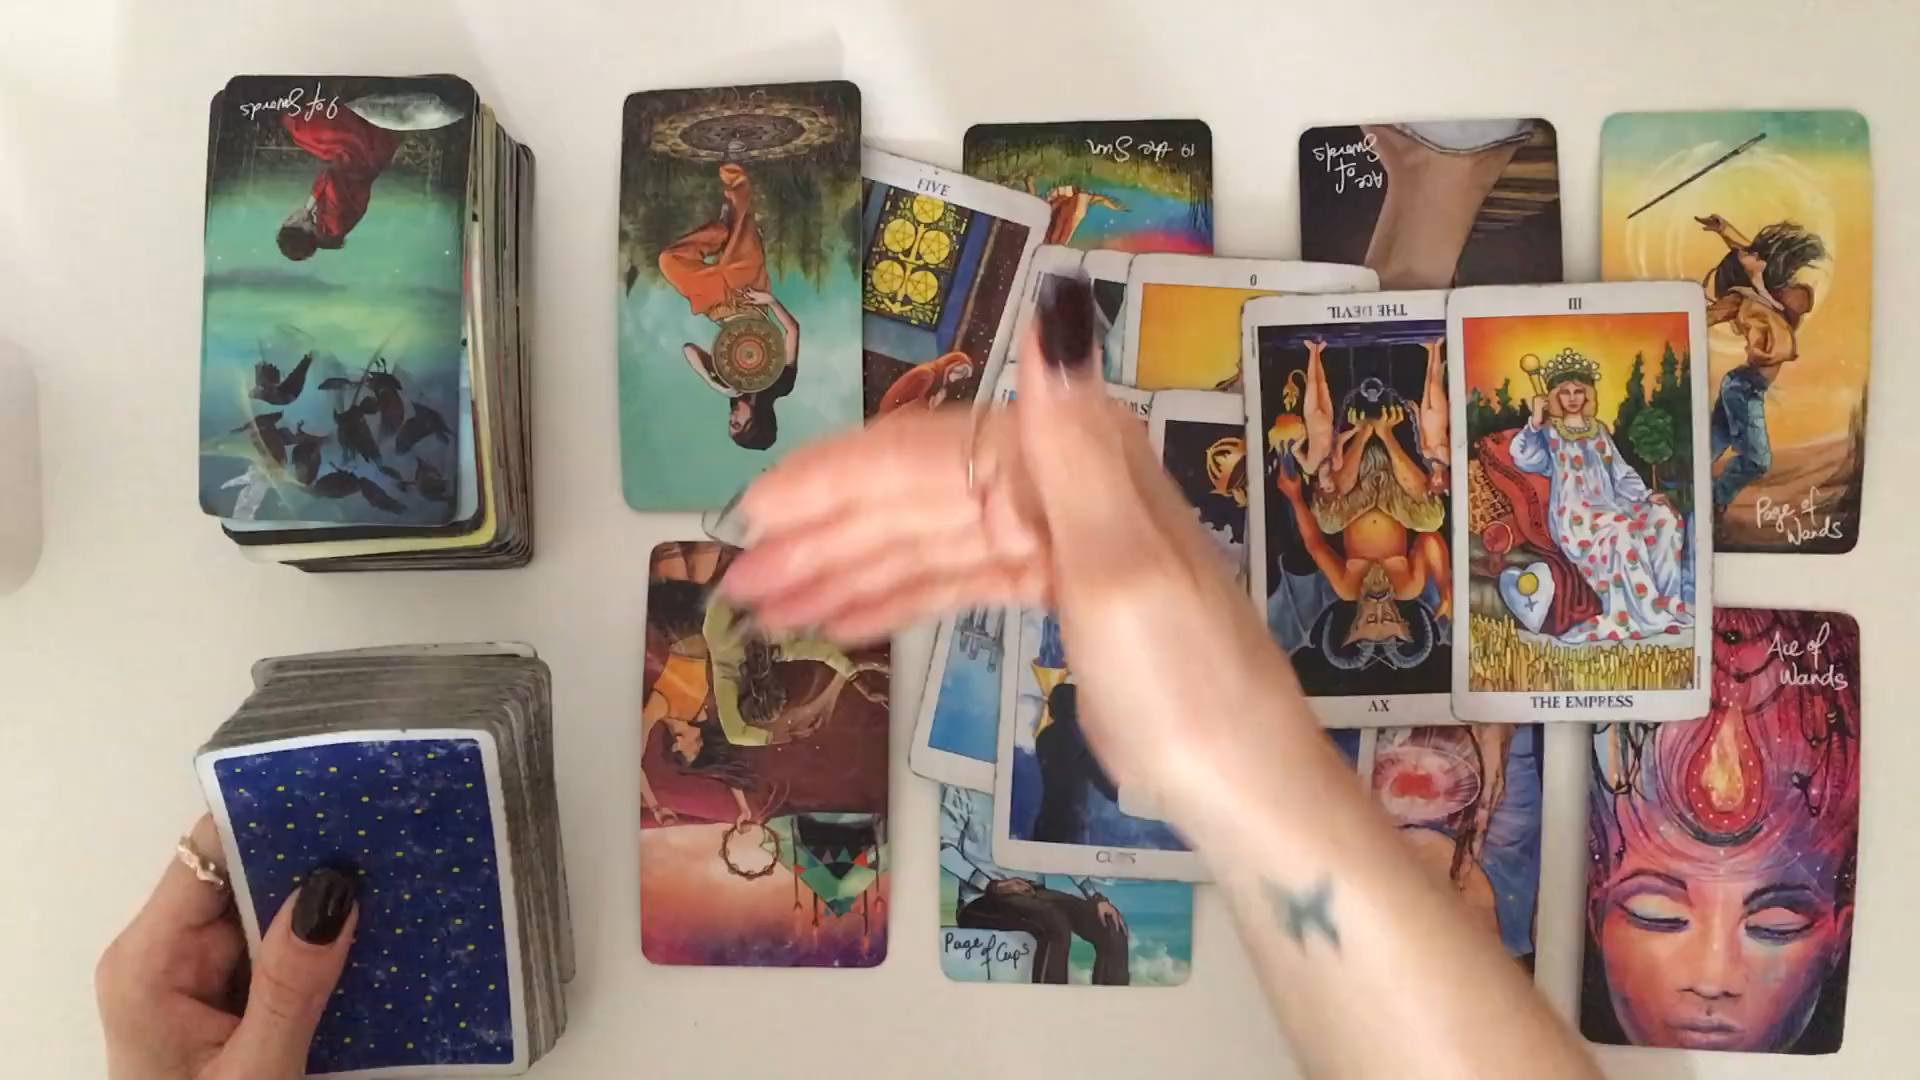 9 of Swords
FIVE
19 the Sun
Ace of
Swords
0
THE DEVIL
XV
III
THE EMPRESS
Page of
Wands
Ace of
Wands
CUPS
Page of Cups